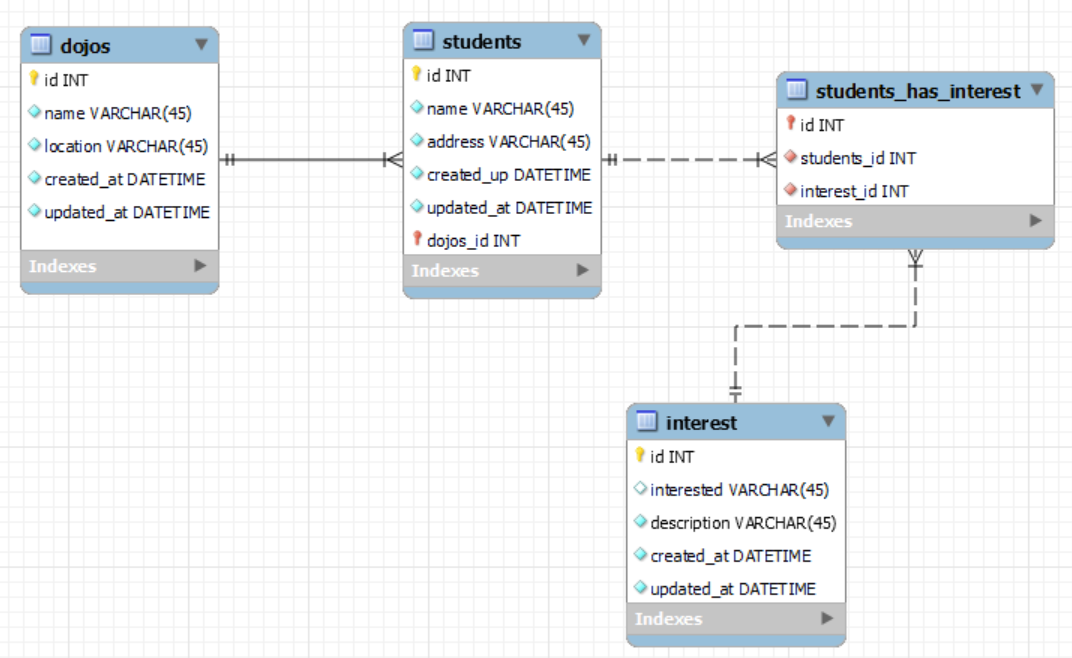 dojos
id INT
name VARCHAR(45)
location VARCHAR(45)
created_at DATETIME
updated_at DATETIME
Indexes
students
id INT
name VARCHAR(45)
address VARCHAR(45)
created_up DATETIME
updated_at DATETIME
dojos_id INT
Indexes
students_has_interest
id INT
students_id INT
interest_id INT
Indexes
interest
id INT
interested VARCHAR(45)
description VARCHAR(45)
created_at DATETIME
updated_at DATETIME
Indexes